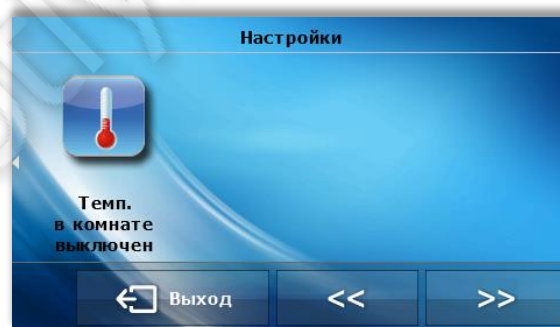 Настройки
Темп.
в комнате
выключен
Выход
<<
>>